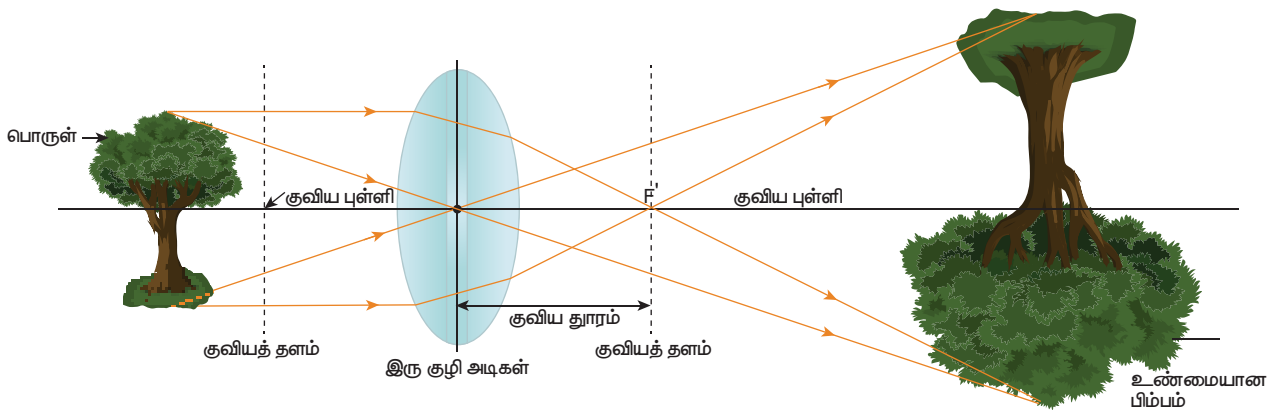 பொருள்
குவிய புள்ளி
F'
குவிய புள்ளி
குவிய தூரம்
குவியத் தளம்
இரு குழி அடிகள்
குவியத் தளம்
உண்மையான
பிம்பம்